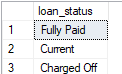 loan_status
1 Fully Paid
2 Current
3 Charged Off